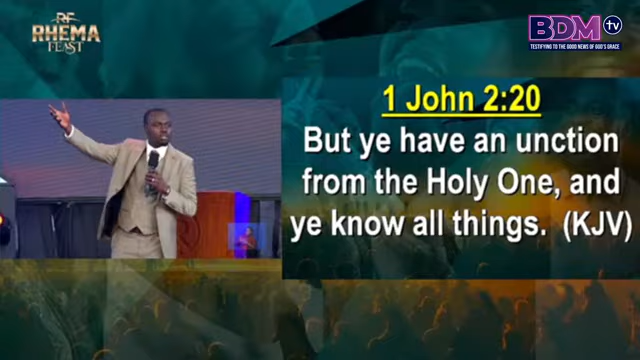 RF
RHEMA
FEAST
BDM tv
TESTIFYING TO THE GOOD NEWS OF GOD'S GRACE
1 John 2:20
But ye have an unction
from the Holy One, and
ye know all things. (KJV)